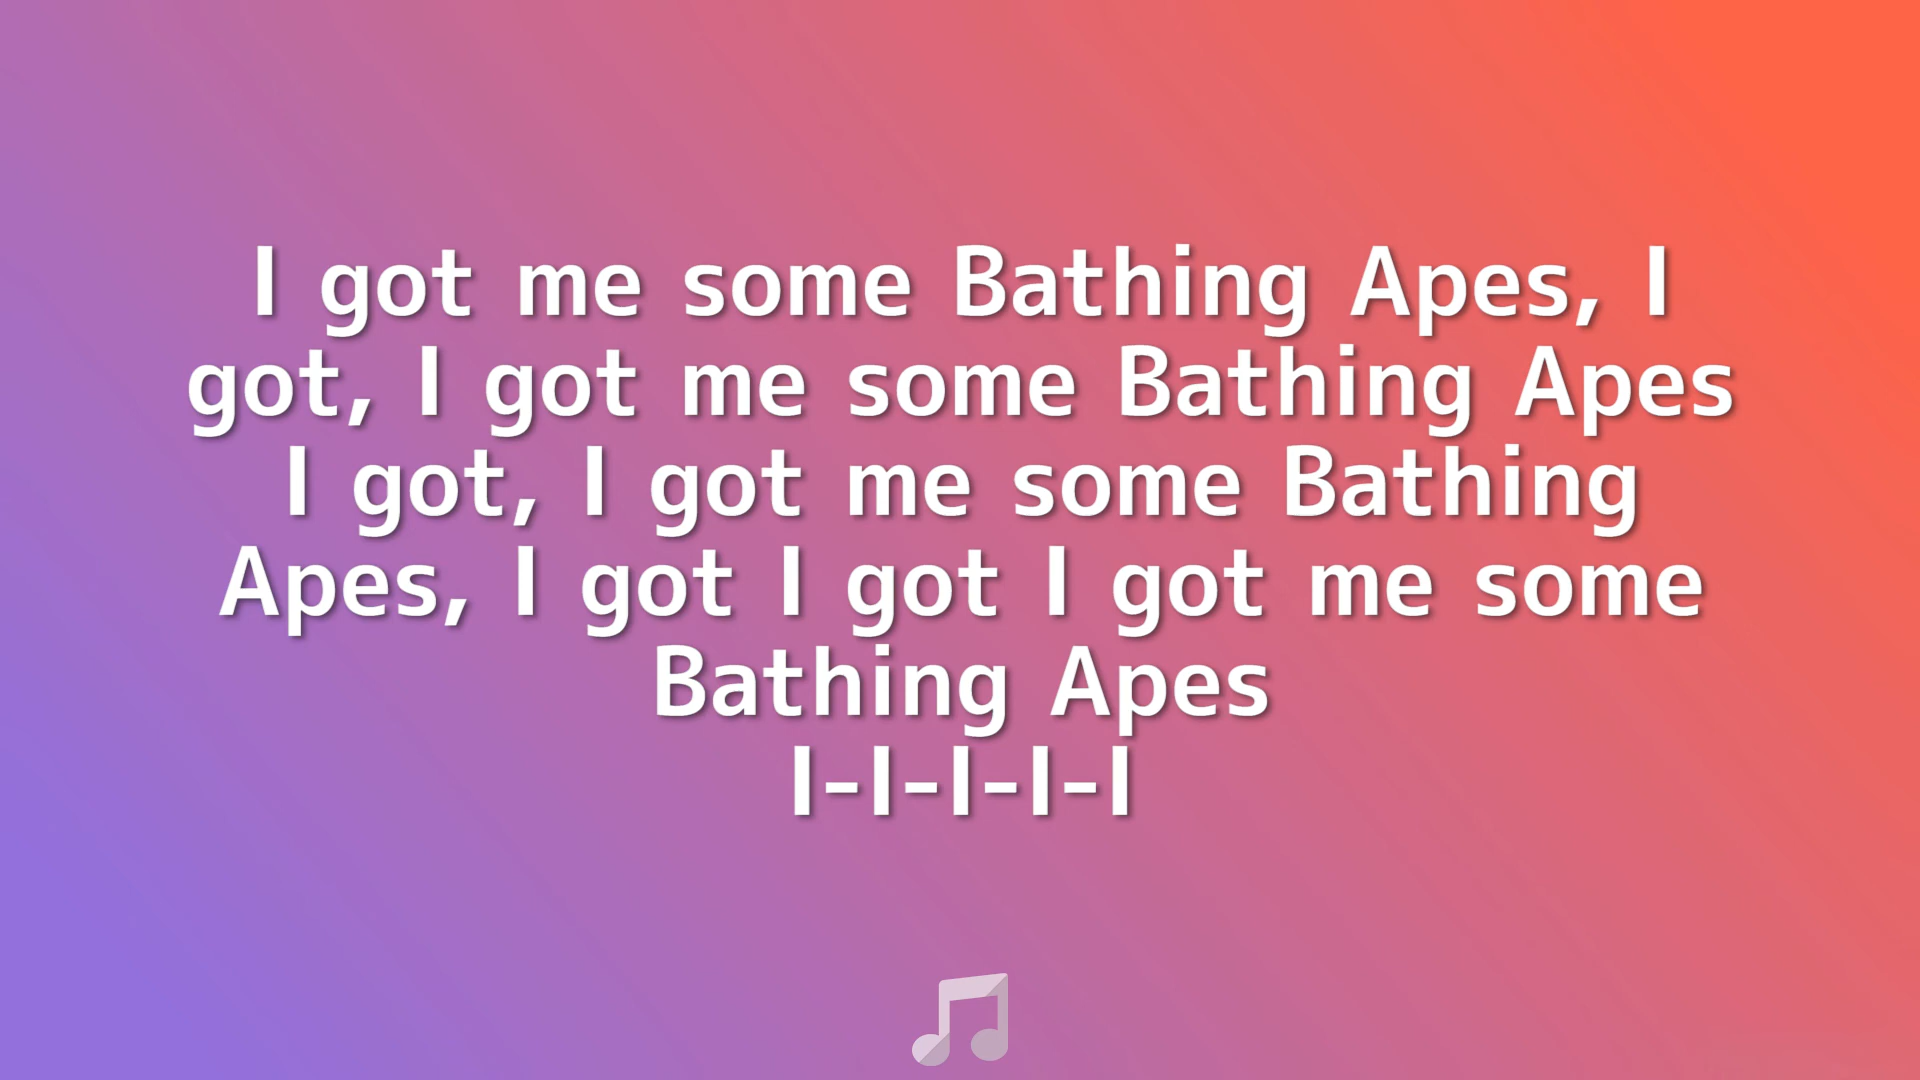 I got me some Bathing Apes, I
got, I got me some Bathing Apes
I got, I got me some Bathing
Apes, I got I got I got me some
Bathing Apes
I-I-I-I-I